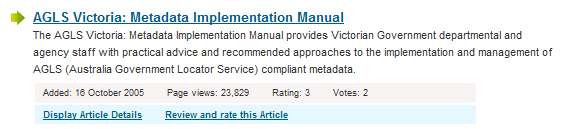 AGLS Victoria: Metadata Implementation Manual
The AGLS Victoria: Metadata Implementation Manual provides Victorian Government departmental and
agency staff with practical advice and recommended approaches to the implementation and management of
AGLS (Australia Government Locator Service) compliant metadata.
Added: 16 October 2005 Page views: 23,829 Rating: 3 Votes: 2
Display Article Details Review and rate this Article